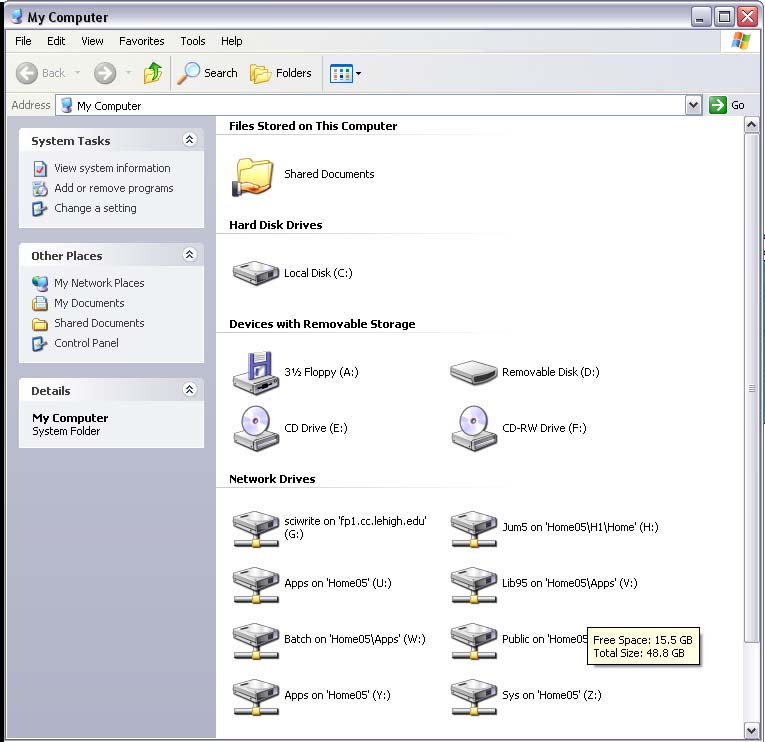 My Computer
File Edit View Favorites Tools Help
Back Search Folders
Address My Computer Go
System Tasks
View system information
Add or remove programs
Change a setting
Other Places
My Network Places
My Documents
Shared Documents
Control Panel
Details
My Computer
System Folder
Files Stored on This Computer
Shared Documents
Hard Disk Drives
Local Disk (C:)
Devices with Removable Storage
3½ Floppy (A:) Removable Disk (D:)
CD Drive (E:) CD-RW Drive (F:)
Network Drives
sciwrite on 'fp1.cc.lehigh.edu'
(G:)
Jum5 on 'Home05\H1\Home' (H:)
Apps on 'Home05' (U:) Lib95 on 'Home05\Apps' (V:)
Batch on 'Home05\Apps' (W:) Public on 'Home05
Free Space: 15.5 GB
Total Size: 48.8 GB
Apps on 'Home05' (Y:) Sys on 'Home05' (Z:)